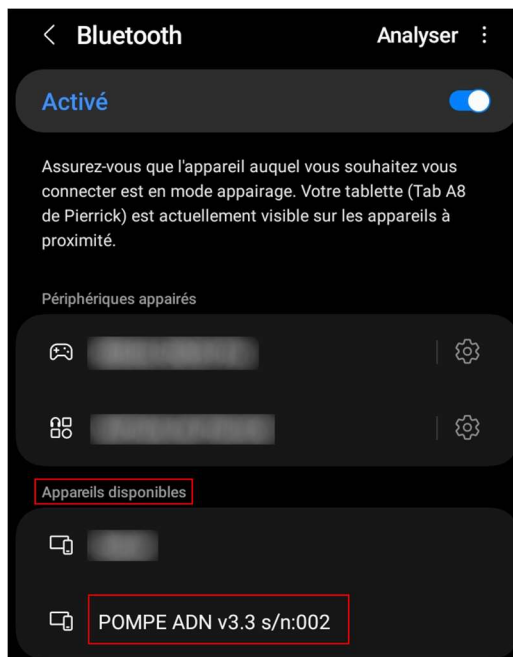 Bluetooth
Analyser
Activé
Assurez-vous que l'appareil auquel vous souhaitez vous
connecter est en mode appairage. Votre tablette (Tab A8
de Pierrick) est actuellement visible sur les appareils à
proximité.
Périphériques appairés
Appareils disponibles
POMPE ADN v3.3 s/n:002